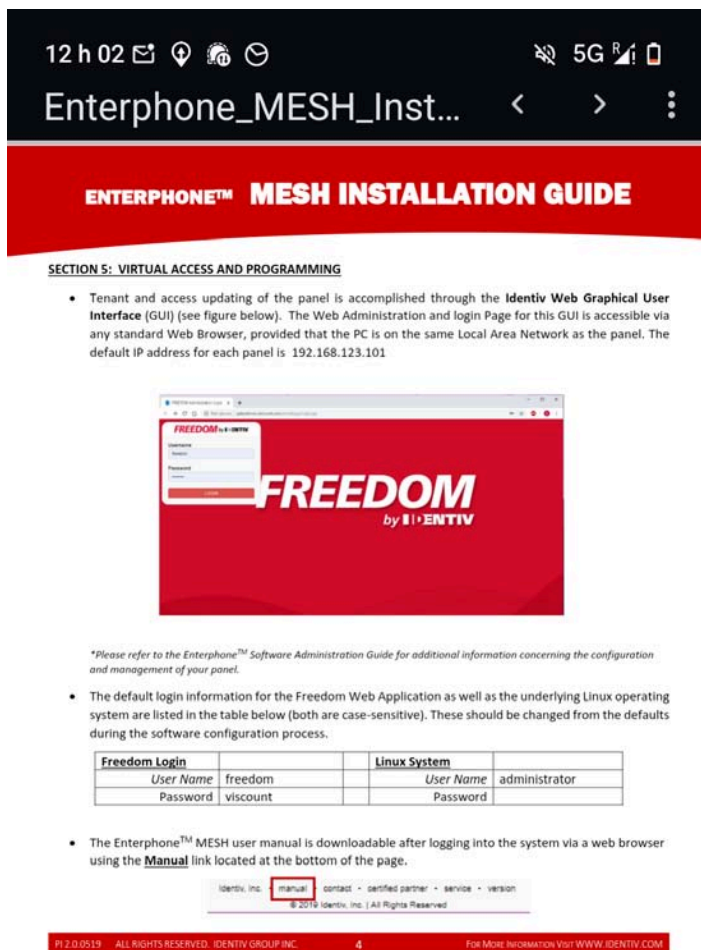 12 h 02
5G R
Enterphone_MESH_Inst... < >
ENTERPHONE™ MESH INSTALLATION GUIDE
SECTION 5: VIRTUAL ACCESS AND PROGRAMMING
• Tenant and access updating of the panel is accomplished through the Identiv Web Graphical User
Interface (GUI) (see figure below). The Web Administration and login Page for this GUI is accessible via
any standard Web Browser, provided that the PC is on the same Local Area Network as the panel. The
default IP address for each panel is 192.168.123.101
FREEDOM by IDENTIV
Username
freedom
Password
LOGIN
FREEDOM
by IDENTIV
*Please refer to the Enterphone™ Software Administration Guide for additional information concerning the configuration
and management of your panel.
• The default login information for the Freedom Web Application as well as the underlying Linux operating
system are listed in the table below (both are case-sensitive). These should be changed from the defaults
during the software configuration process.
Freedom Login Linux System
User Name freedom User Name administrator
Password viscount Password
• The Enterphone™ MESH user manual is downloadable after logging into the system via a web browser
using the Manual link located at the bottom of the page.
Identiv, Inc. • manual • contact • certified partner • service • version
© 2019 Identiv, Inc. | All Rights Reserved
PI 2.0.0519 ALL RIGHTS RESERVED. IDENTIV GROUP INC. 4 FOR MORE INFORMATION VISIT WWW.IDENTIV.COM